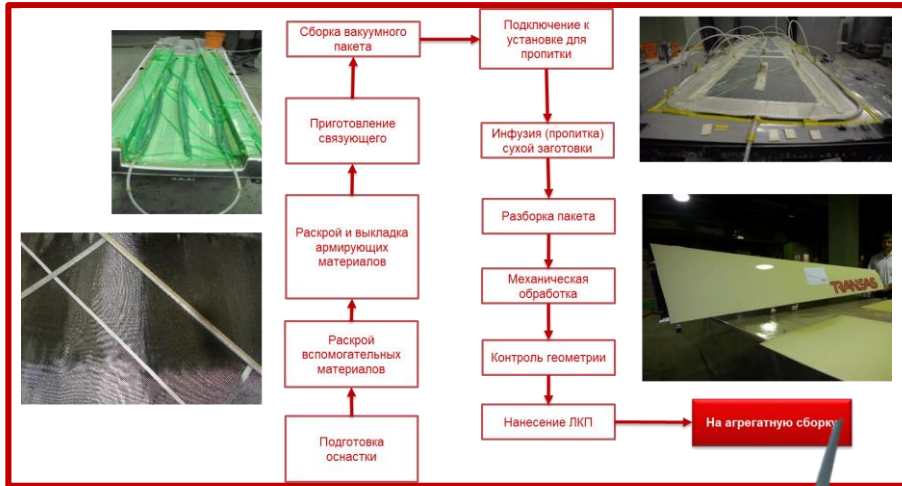 Сборка вакуумного
пакета
Подключение к
установке для
пропитки
Приготовление
связующего
Инфузия (пропитка)
сухой заготовки
Раскрой и выкладка
армирующих
материалов
Разборка пакета
Механическая
обработка
Раскрой
вспомогательных
материалов
Контроль геометрии
Подготовка
оснастки
Нанесение ЛКП
На агрегатную сборку
TRANSAS